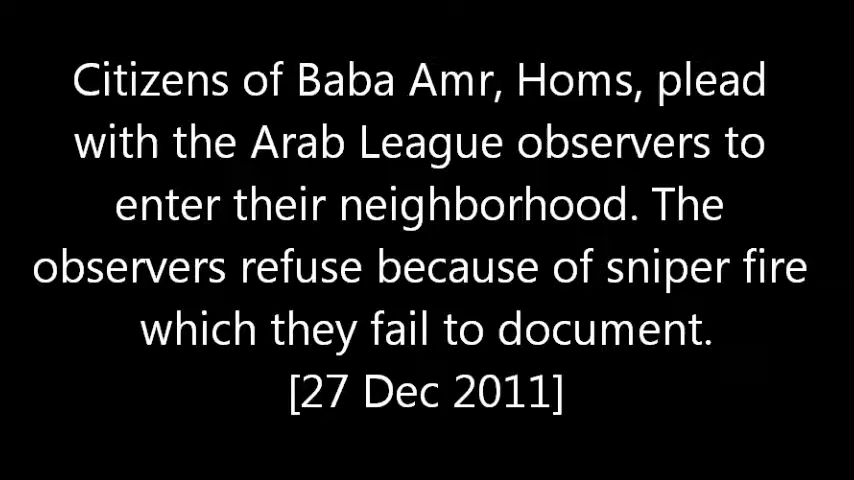 Citizens of Baba Amr, Homs, plead
with the Arab League observers to
enter their neighborhood. The
observers refuse because of sniper fire
which they fail to document.
[27 Dec 2011]